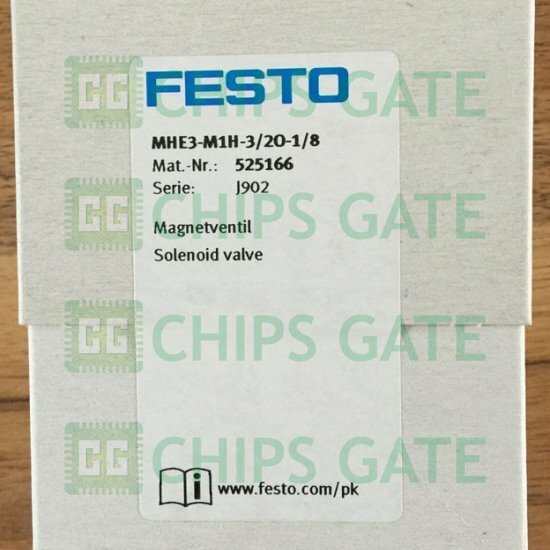 CG CHIPS GATE
FESTO
MHE3-M1H-3/2O-1/8
Mat.-Nr.: 525166
Serie: J902
CG CHIPS GATE
Magnetventil
Solenoid valve
CG CHIPS GATE
CG CHIPS GATE
www.festo.com/pk